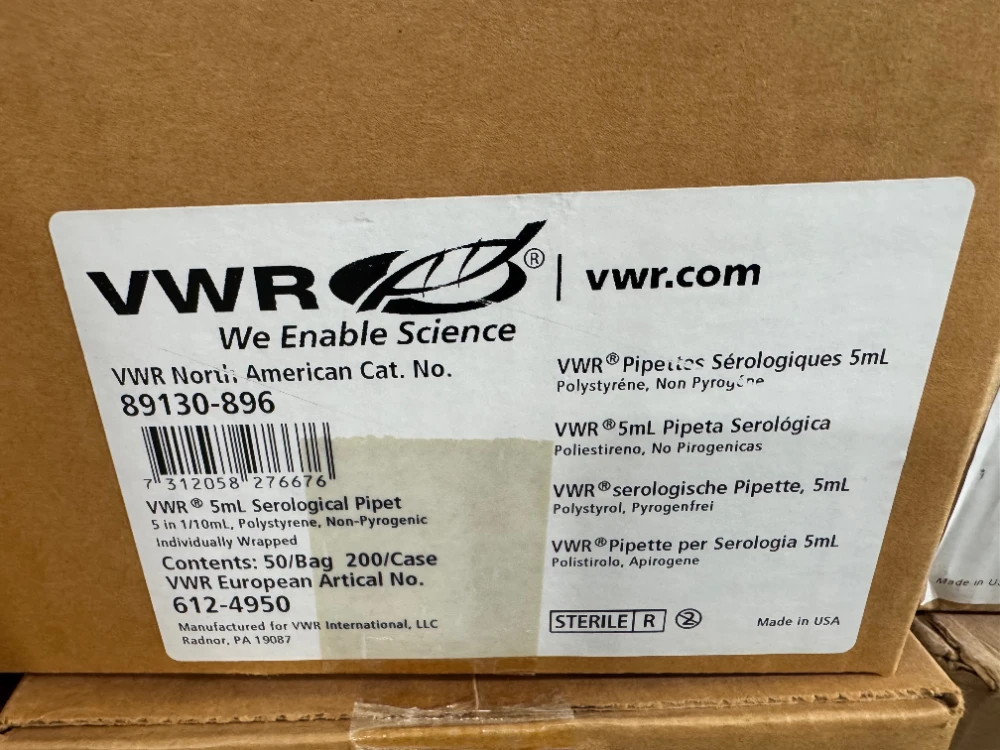 VWR® | vwr.com
We Enable Science
VWR North American Cat. No.
89130-896
7 312058 276676
VWR® 5mL Serological Pipet
5 in 1/10mL, Polystyrene, Non-Pyrogenic
Individually Wrapped
Contents: 50/Bag 200/Case
VWR European Artical No.
612-4950
Manufactured for VWR International, LLC
Radnor, PA 19087
VWR® Pipettes Sérologiques 5mL
Polystyréne, Non Pyrogéne
VWR® 5mL Pipeta Serológica
Poliestireno, No Pirogenicas
VWR® serologische Pipette, 5mL
Polystyrol, Pyrogenfrei
VWR® Pipette per Serologia 5mL
Polistirolo, Apirogene
STERILE R 2
Made in USA
Made in U